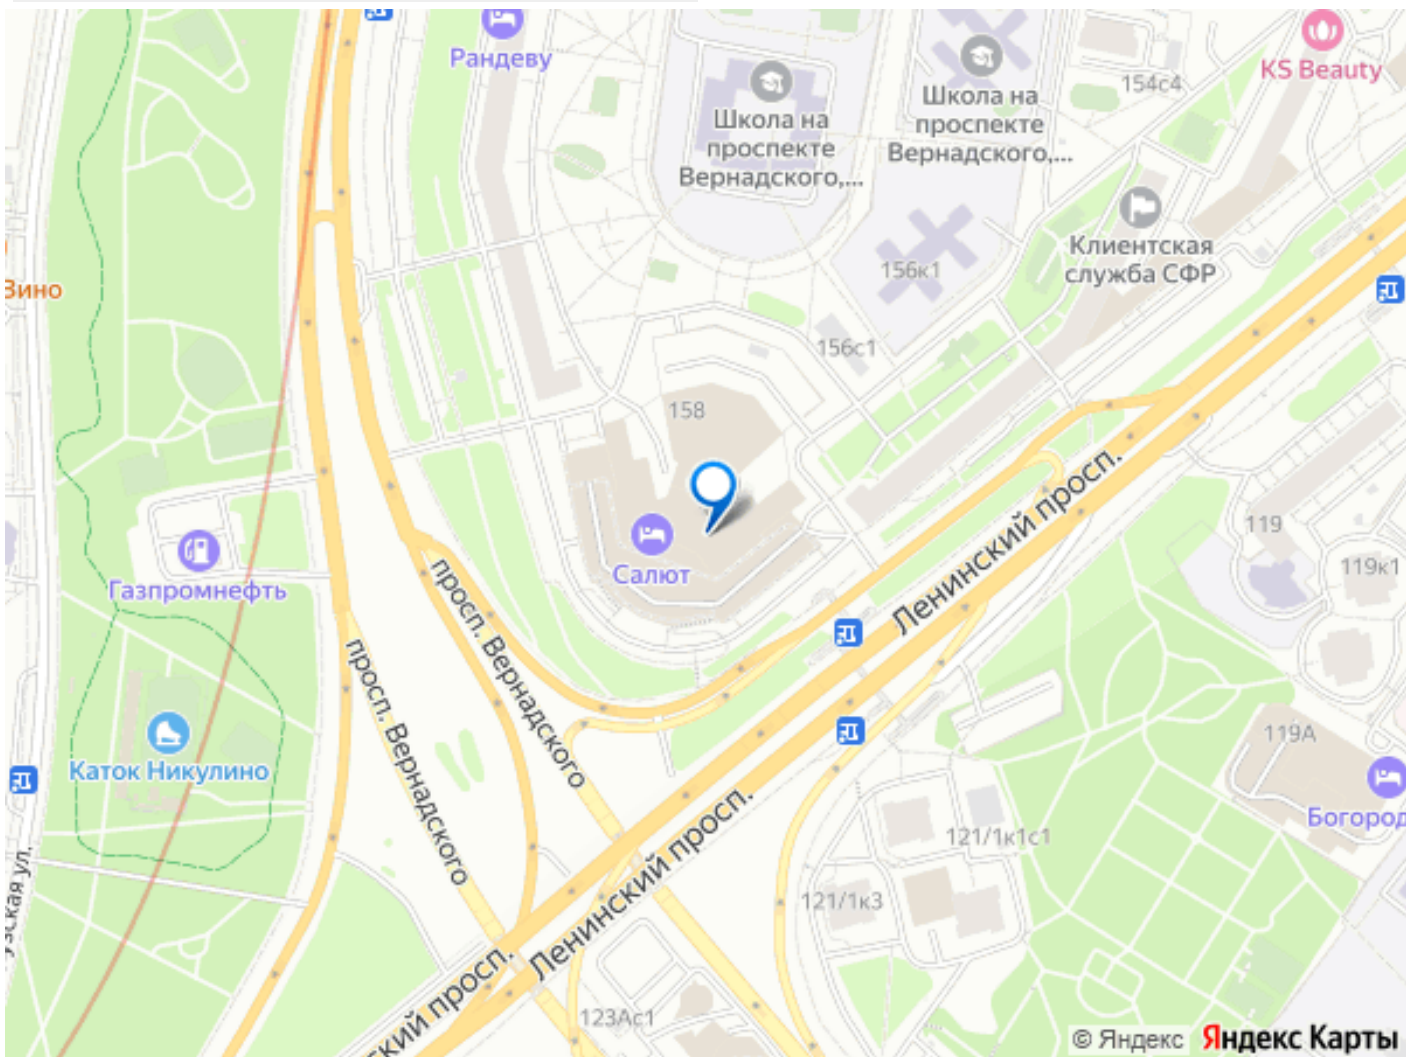 Рандеву
Школа на
проспекте
Вернадского,...
Школа на
проспекте
Вернадского,...
154с4
KS Beauty
Клиентская
служба СФР
156к1
Вино
156с1
158
Ленинский просп.
119
119к1
Салют
Газпромнефть
просп. Вернадского
просп. Вернадского
Каток Никулино
119А
Богород
121/1к1с1
121/1к3
Ленинский просп.
ский просп.
узская ул.
123Ас1
© Яндекс Яндекс Карты